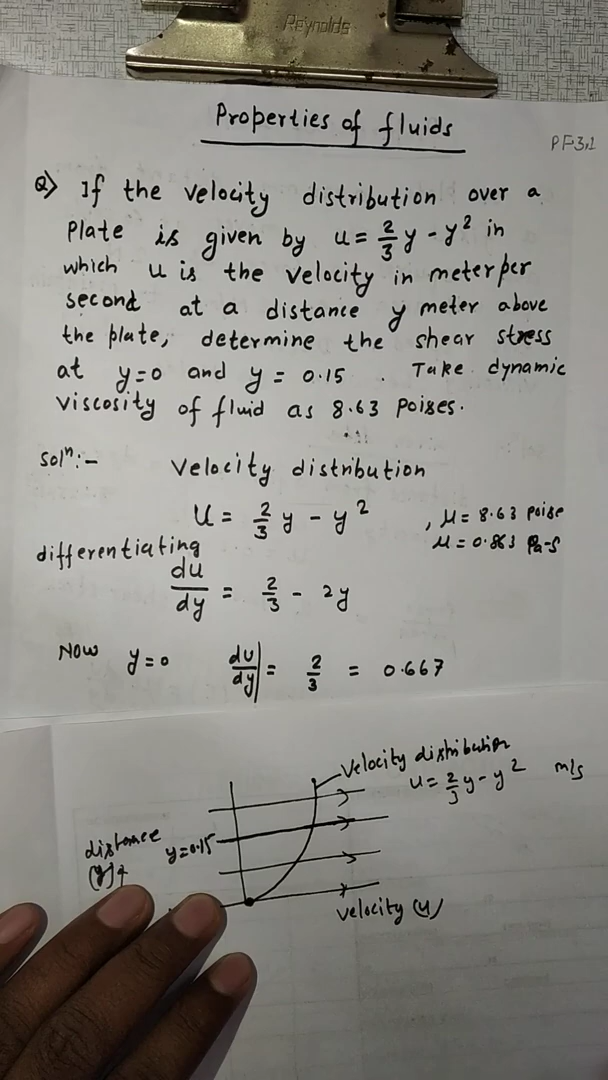 Reynolds
Properties of fluids
PF-3,1
Q) If the velocity distribution over a
plate is given by u = 2/3 y - y² in
which u is the velocity in meter per
second at a distance y meter above
the plate, determine the shear stress
at y=0 and y = 0.15 . Take dynamic
viscosity of fluid as 8.63 poises.
Solⁿ:- Velocity distribution
U = 2/3 y - y² , μ = 8.63 poise
μ = 0.863 Pa-s
differentiating
du/dy = 2/3 - 2y
Now y=0 du/dy| = 2/3 = 0.667
Velocity distribution
u = 2/3 y - y² m/s
distance
(y)↑
y=0.15
velocity (u)